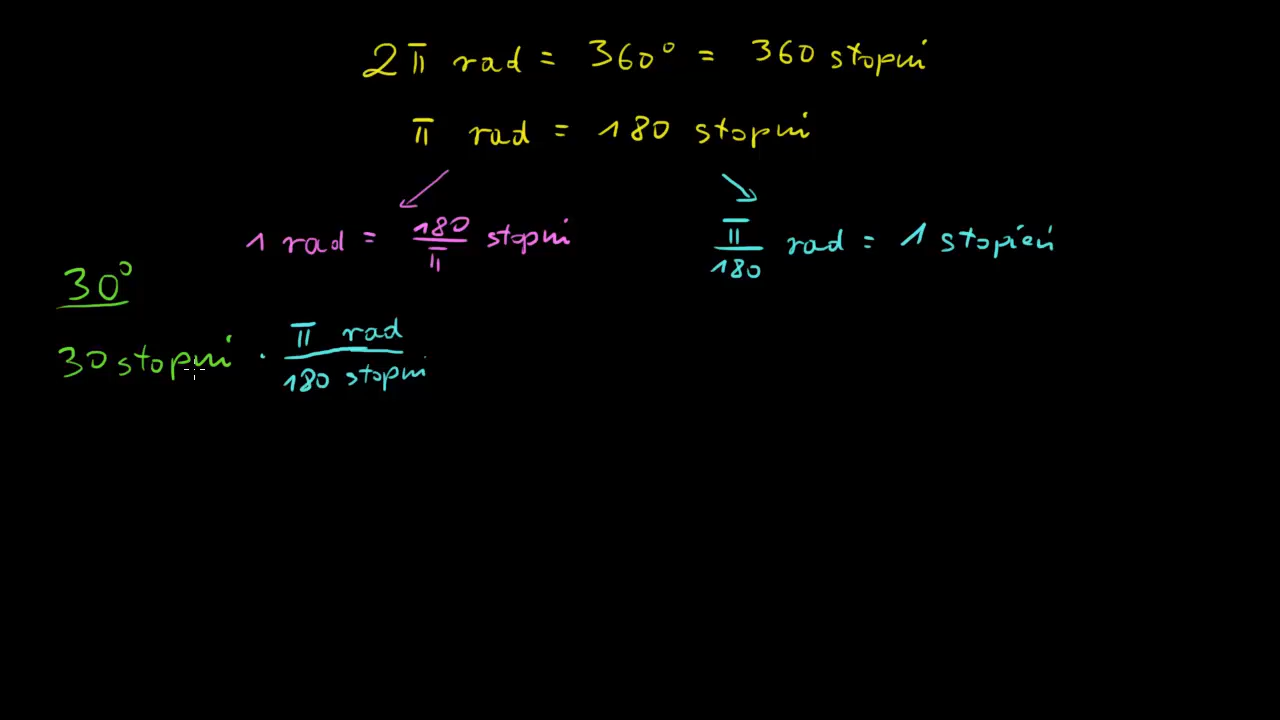 2π rad = 360° = 360 stopni
π rad = 180 stopni
1 rad = 180/π stopni
π/180 rad = 1 stopień
30°
30 stopni · π rad / 180 stopni